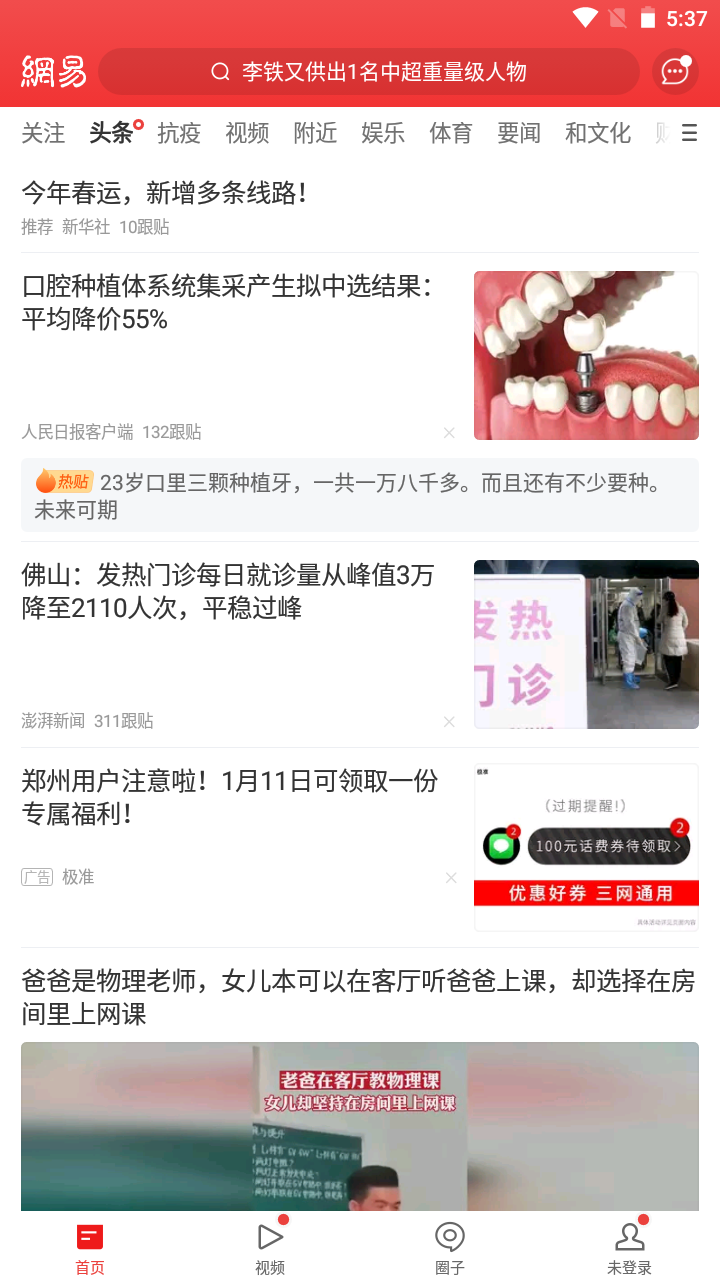 5:37
網易
李铁又供出1名中超重量级人物
关注 头条 抗疫 视频 附近 娱乐 体育 要闻 和文化
今年春运，新增多条线路！
推荐 新华社 10跟贴
口腔种植体系统集采产生拟中选结果：
平均降价55%
人民日报客户端 132跟贴
热贴 23岁口里三颗种植牙，一共一万八千多。而且还有不少要种。
未来可期
佛山：发热门诊每日就诊量从峰值3万
降至2110人次，平稳过峰
发热
门诊
澎湃新闻 311跟贴
郑州用户注意啦！1月11日可领取一份
专属福利！
广告 极准
极准
（过期提醒！）
2
100元话费券待领取>
2
优惠好券 三网通用
具体活动详见页面内容
爸爸是物理老师，女儿本可以在客厅听爸爸上课，却选择在房
间里上网课
老爸在客厅教物理课
女儿却坚持在房间里上网课
首页 视频 圈子 未登录